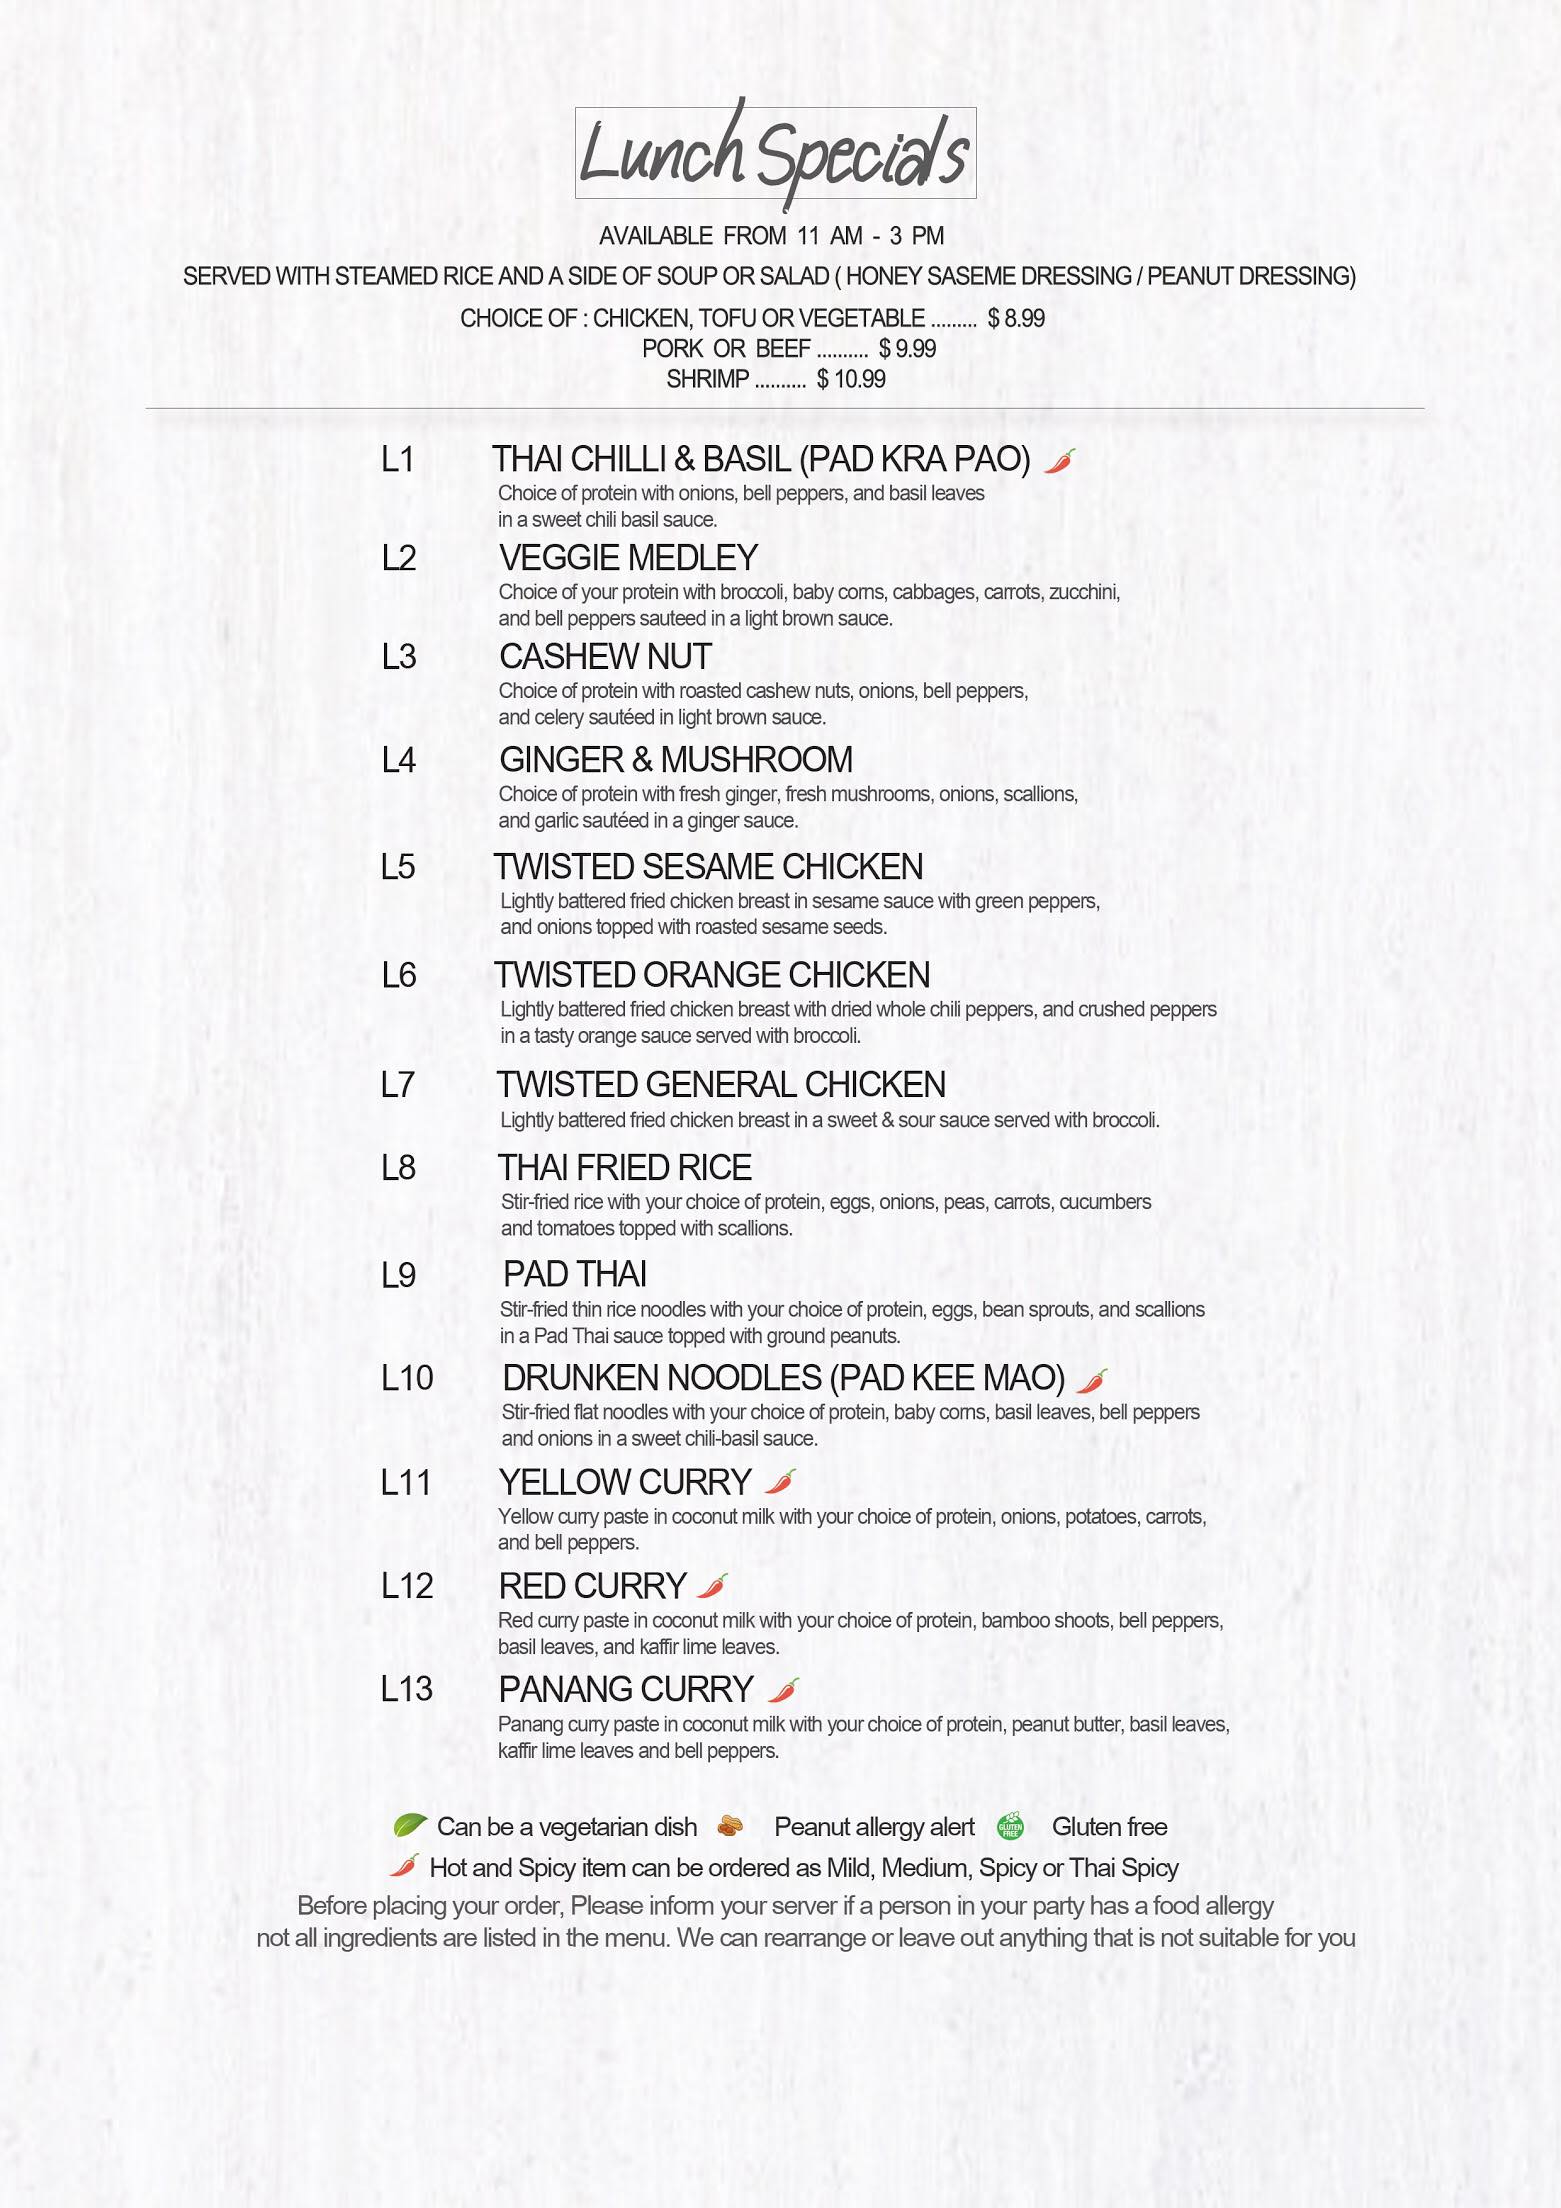 Lunch Specials
AVAILABLE FROM 11 AM - 3 PM
SERVED WITH STEAMED RICE AND A SIDE OF SOUP OR SALAD ( HONEY SASEME DRESSING / PEANUT DRESSING)
CHOICE OF : CHICKEN, TOFU OR VEGETABLE ......... $ 8.99
PORK OR BEEF .......... $ 9.99
SHRIMP .......... $ 10.99
L1 THAI CHILLI & BASIL (PAD KRA PAO)
Choice of protein with onions, bell peppers, and basil leaves
in a sweet chili basil sauce.
L2 VEGGIE MEDLEY
Choice of your protein with broccoli, baby corns, cabbages, carrots, zucchini,
and bell peppers sauteed in a light brown sauce.
L3 CASHEW NUT
Choice of protein with roasted cashew nuts, onions, bell peppers,
and celery sautéed in light brown sauce.
L4 GINGER & MUSHROOM
Choice of protein with fresh ginger, fresh mushrooms, onions, scallions,
and garlic sautéed in a ginger sauce.
L5 TWISTED SESAME CHICKEN
Lightly battered fried chicken breast in sesame sauce with green peppers,
and onions topped with roasted sesame seeds.
L6 TWISTED ORANGE CHICKEN
Lightly battered fried chicken breast with dried whole chili peppers, and crushed peppers
in a tasty orange sauce served with broccoli.
L7 TWISTED GENERAL CHICKEN
Lightly battered fried chicken breast in a sweet & sour sauce served with broccoli.
L8 THAI FRIED RICE
Stir-fried rice with your choice of protein, eggs, onions, peas, carrots, cucumbers
and tomatoes topped with scallions.
L9 PAD THAI
Stir-fried thin rice noodles with your choice of protein, eggs, bean sprouts, and scallions
in a Pad Thai sauce topped with ground peanuts.
L10 DRUNKEN NOODLES (PAD KEE MAO)
Stir-fried flat noodles with your choice of protein, baby corns, basil leaves, bell peppers
and onions in a sweet chili-basil sauce.
L11 YELLOW CURRY
Yellow curry paste in coconut milk with your choice of protein, onions, potatoes, carrots,
and bell peppers.
L12 RED CURRY
Red curry paste in coconut milk with your choice of protein, bamboo shoots, bell peppers,
basil leaves, and kaffir lime leaves.
L13 PANANG CURRY
Panang curry paste in coconut milk with your choice of protein, peanut butter, basil leaves,
kaffir lime leaves and bell peppers.
Can be a vegetarian dish Peanut allergy alert GLUTEN FREE Gluten free
Hot and Spicy item can be ordered as Mild, Medium, Spicy or Thai Spicy
Before placing your order, Please inform your server if a person in your party has a food allergy
not all ingredients are listed in the menu. We can rearrange or leave out anything that is not suitable for you